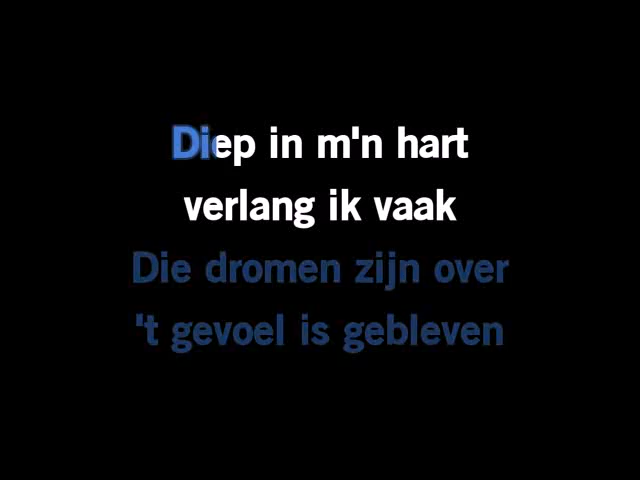 Diep in m'n hart
verlang ik vaak
Die dromen zijn over
't gevoel is gebleven